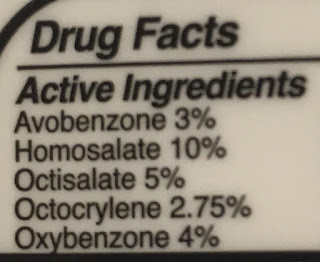 Drug Facts
Active Ingredients
Avobenzone 3%
Homosalate 10%
Octisalate 5%
Octocrylene 2.75%
Oxybenzone 4%